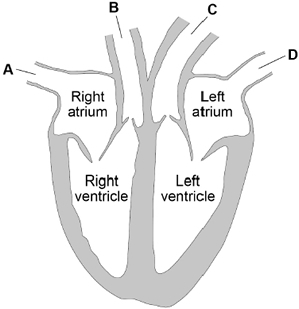 B
C
A
D
Right
atrium
Left
atrium
Right
ventricle
Left
ventricle